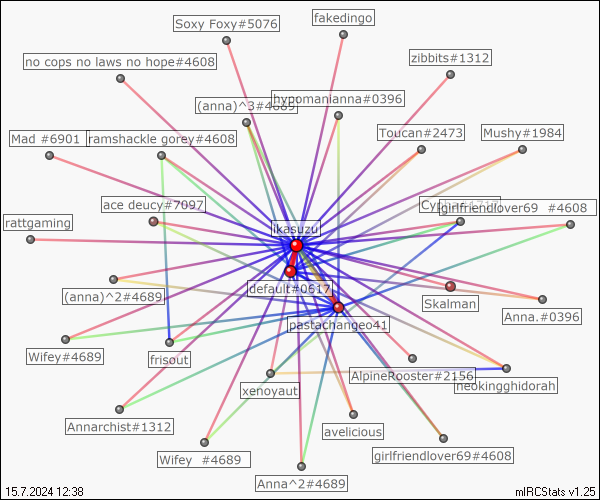 Soxy Foxy#5076
fakedingo
no cops no laws no hope#4608
zibbits#1312
(anna)^3#4689
hypomanianna#0396
Mad #6901
ramshackle gorey#4608
Toucan#2473
Mushy#1984
ace deucy#7097
girlfriendlover69 #4608
rattgaming
ikasuzu
(anna)^2#4689
default#0617
Skalman
Anna.#0396
pastachangeo41
Wifey#4689
frisout
AlpineRooster#2156
neokingghidorah
xenoyaut
Annarchist#1312
avelicious
Wifey #4689
girlfriendlover69#4608
Anna^2#4689
15.7.2024 12:38
mIRCStats v1.25